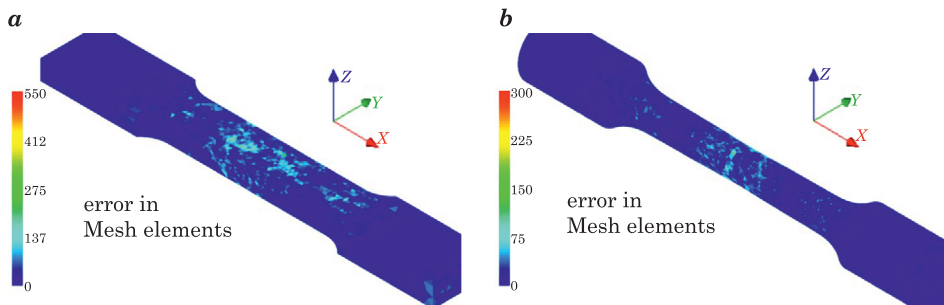 a
b
Z
Y
X
550
412
275
137
0
error in
Mesh elements
Z
Y
X
300
225
150
75
0
error in
Mesh elements